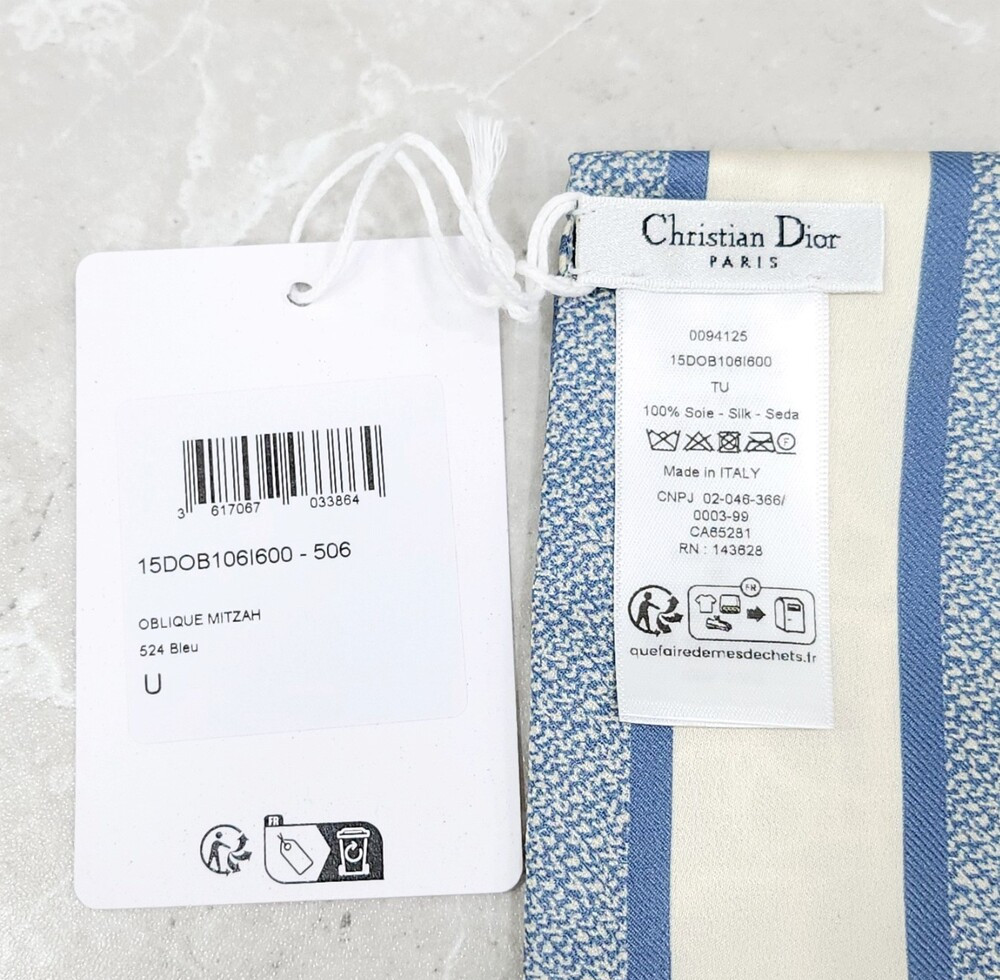 3 617067 033864
15DOB106I600 - 506
OBLIQUE MITZAH
524 Bleu
U
FR
Christian Dior
PARIS
0094125
15DOB106I600
TU
100% Soie - Silk - Seda
F
Made in ITALY
CNPJ 02-046-366/
0003-99
CA65281
RN : 143628
FR
quefairedemesdechets.fr